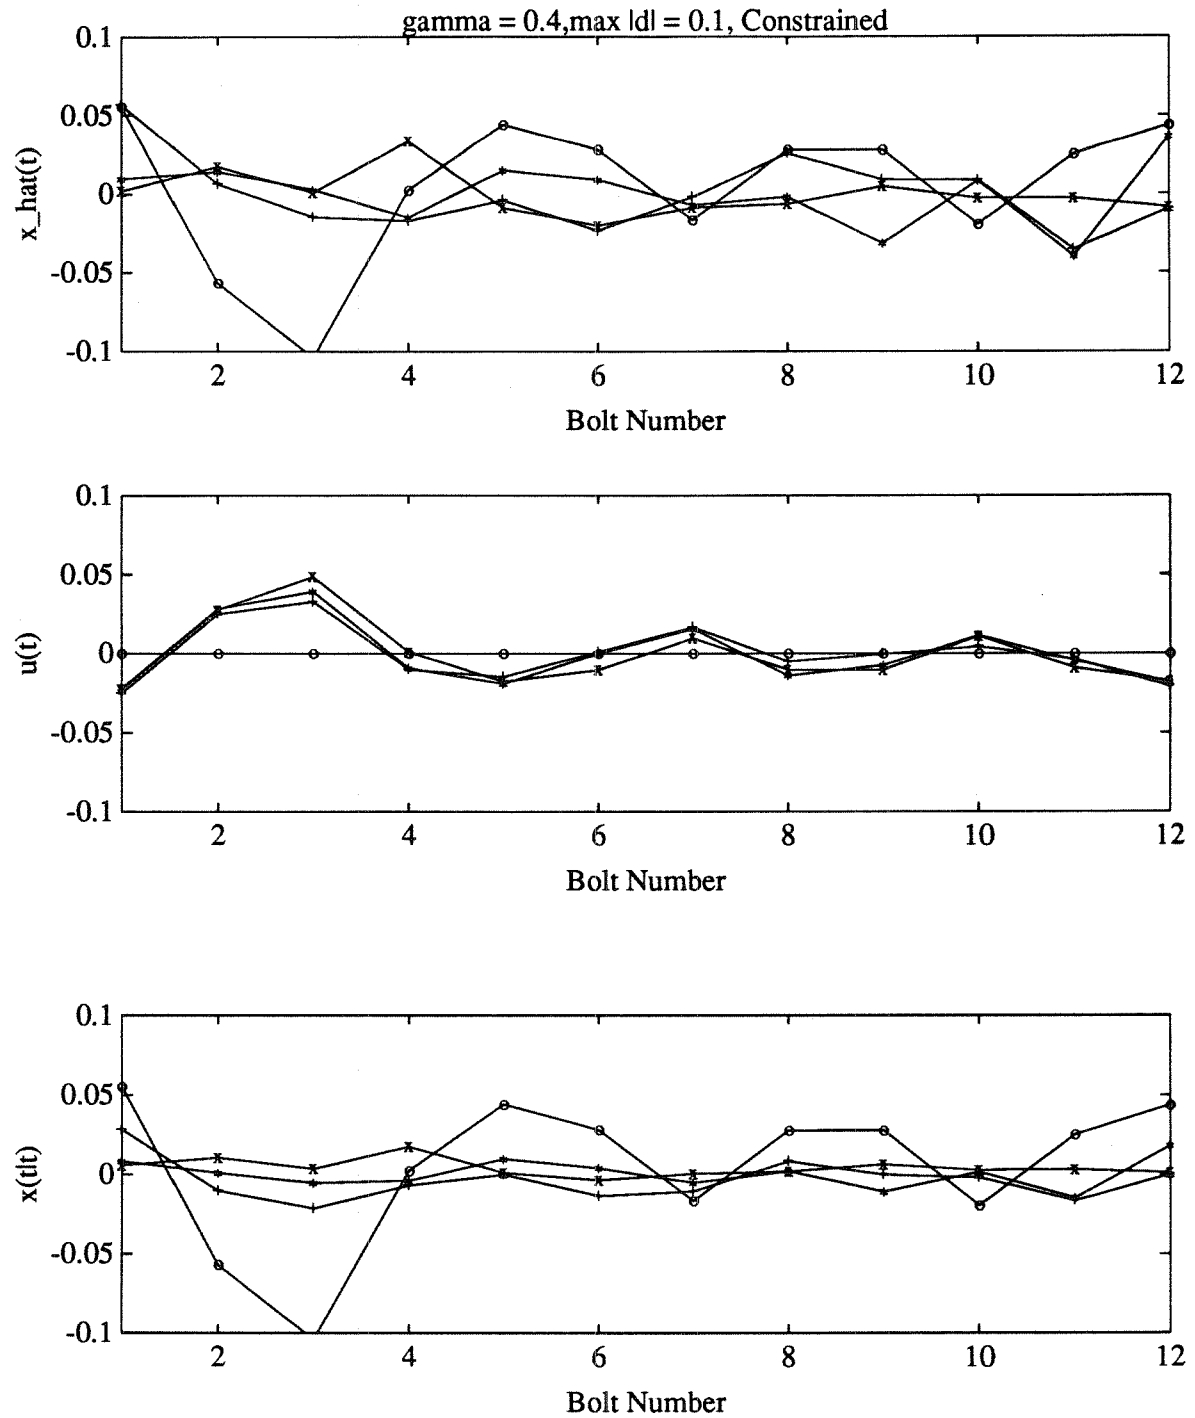 gamma = 0.4,max |d| = 0.1, Constrained
0.1
0.05
0
-0.05
-0.1
x_hat(t)
2 4 6 8 10 12
Bolt Number
0.1
0.05
0
-0.05
-0.1
u(t)
2 4 6 8 10 12
Bolt Number
0.1
0.05
0
-0.05
-0.1
x(t|t)
2 4 6 8 10 12
Bolt Number